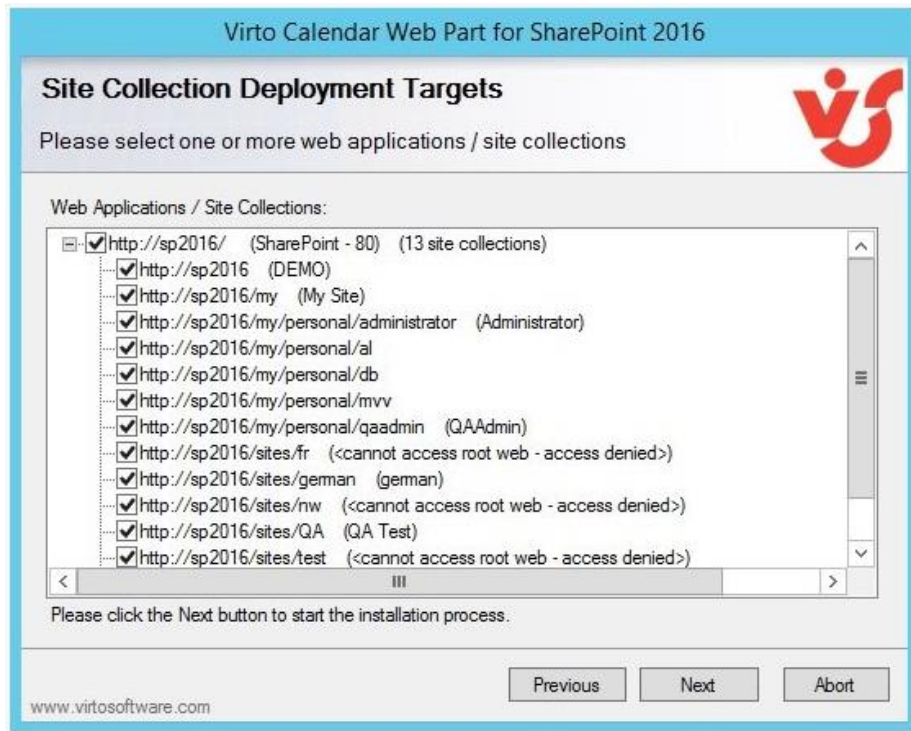 Virto Calendar Web Part for SharePoint 2016
Site Collection Deployment Targets
Please select one or more web applications / site collections
Web Applications / Site Collections:
http://sp2016/ (SharePoint - 80) (13 site collections)
http://sp2016 (DEMO)
http://sp2016/my (My Site)
http://sp2016/my/personal/administrator (Administrator)
http://sp2016/my/personal/al
http://sp2016/my/personal/db
http://sp2016/my/personal/mvv
http://sp2016/my/personal/qaadmin (QAAdmin)
http://sp2016/sites/fr (<cannot access root web - access denied>)
http://sp2016/sites/german (german)
http://sp2016/sites/nw (<cannot access root web - access denied>)
http://sp2016/sites/QA (QA Test)
http://sp2016/sites/test (<cannot access root web - access denied>)
Please click the Next button to start the installation process.
Previous Next Abort
www.virtosoftware.com